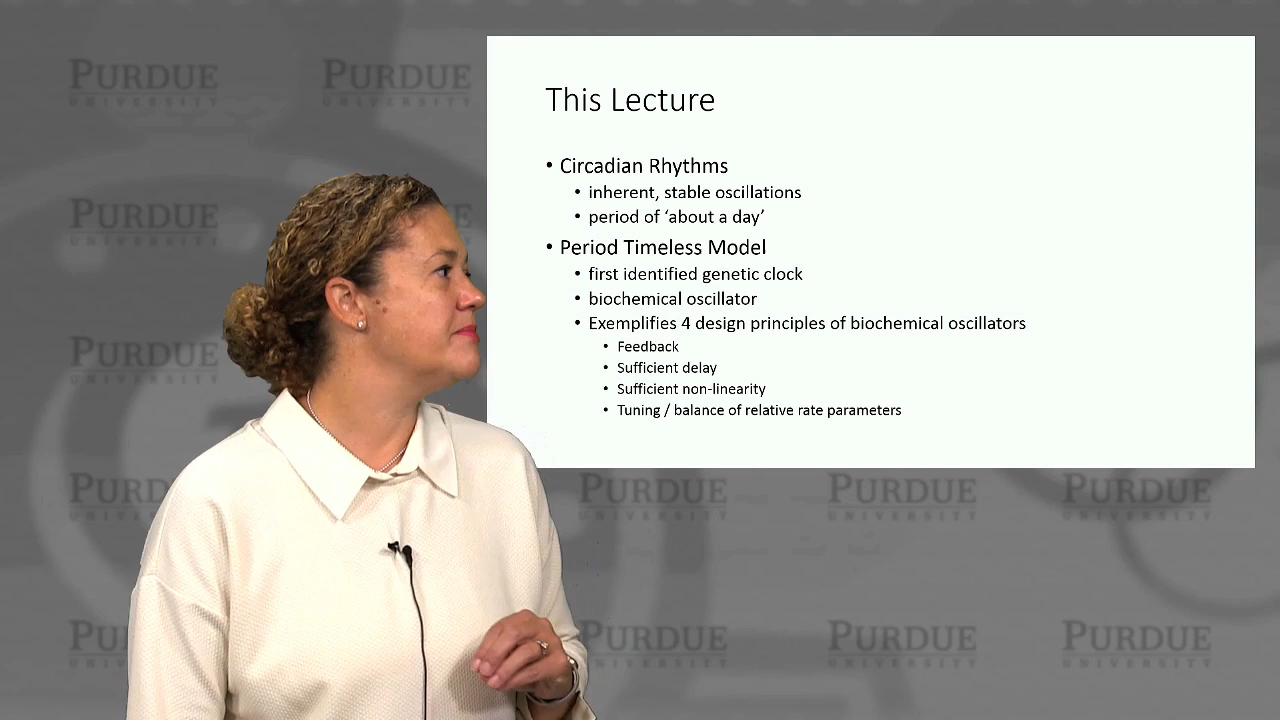 PURDUE
UNIVERSITY
PURDUE
UNIVERSITY
This Lecture
• Circadian Rhythms
• inherent, stable oscillations
• period of ‘about a day’
• Period Timeless Model
• first identified genetic clock
• biochemical oscillator
• Exemplifies 4 design principles of biochemical oscillators
• Feedback
• Sufficient delay
• Sufficient non-linearity
• Tuning / balance of relative rate parameters
PURDUE
UNIVERSITY
PURDUE
UNIVERSITY
PURDUE
UNIVERSITY
PURDUE
UNIVERSITY
PURDUE
UNIVERSITY
PURDUE
UNIVERSITY
PURDUE
UNIVERSITY
PURDUE
UNIVERSITY